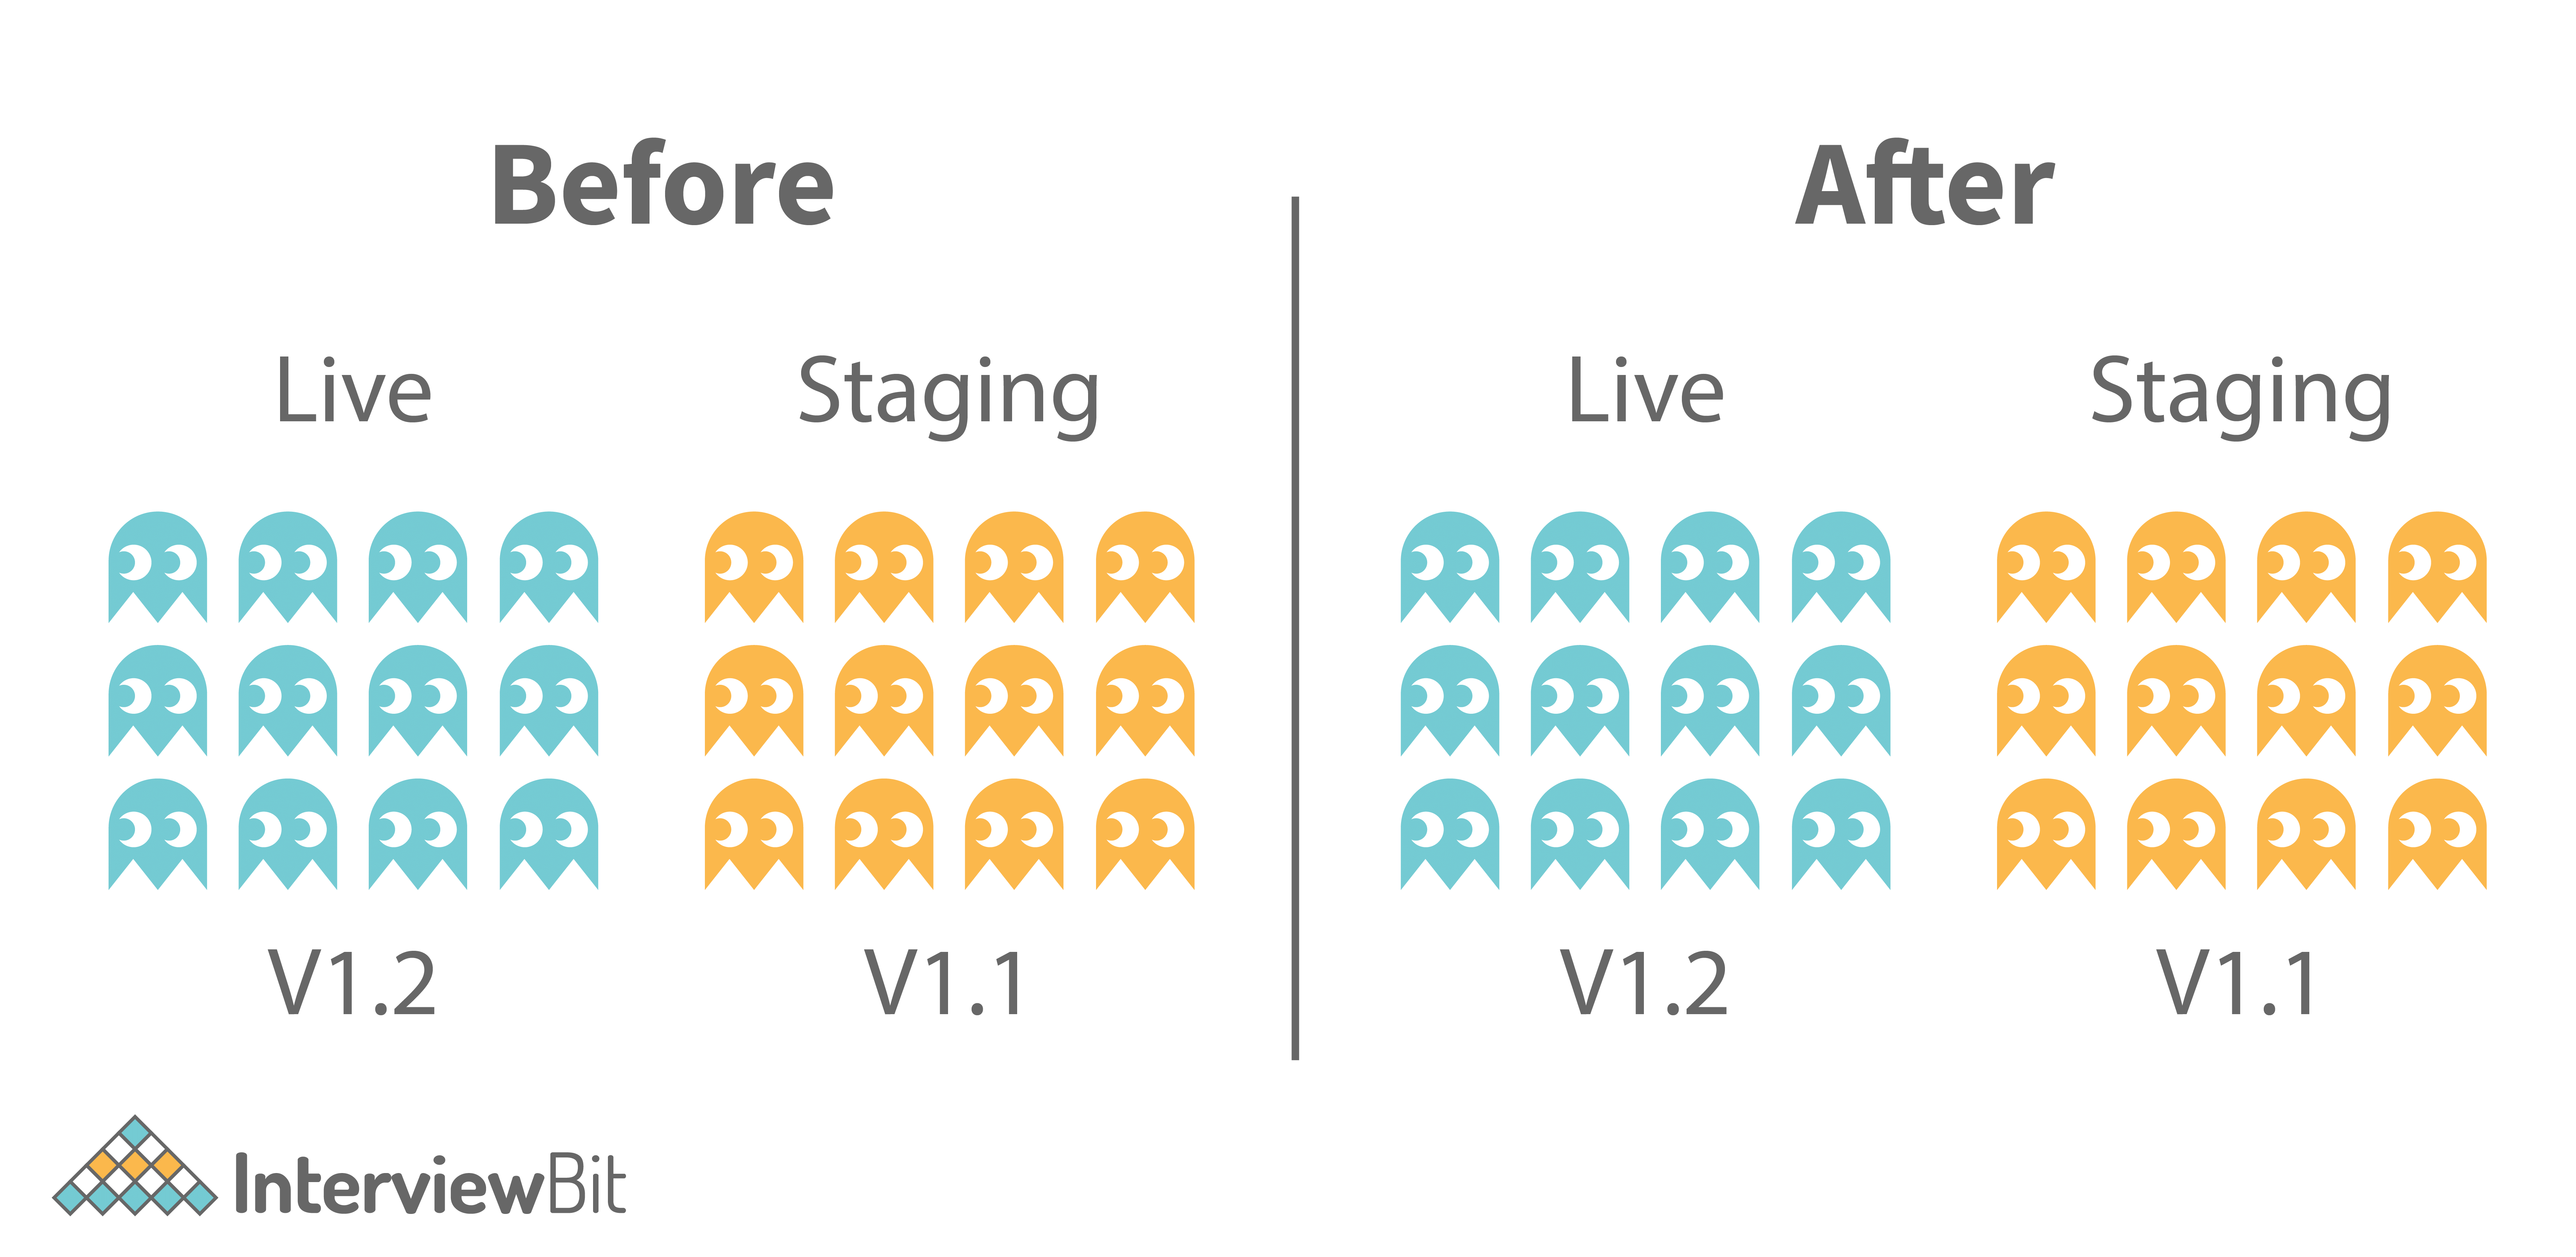 Before
After
Live
Staging
Live
Staging
V1.2
V1.1
V1.2
V1.1
InterviewBit